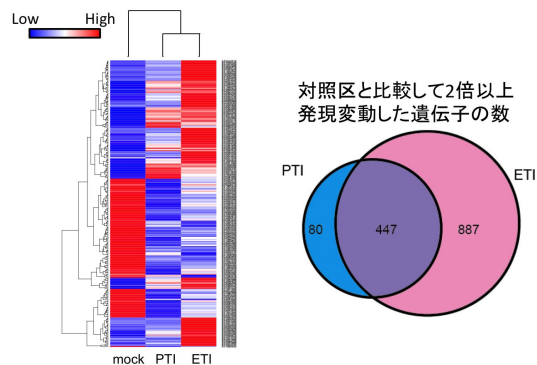 Low High
対照区と比較して2倍以上
発現変動した遺伝子の数
PTI
ETI
80 447 887
mock PTI ETI